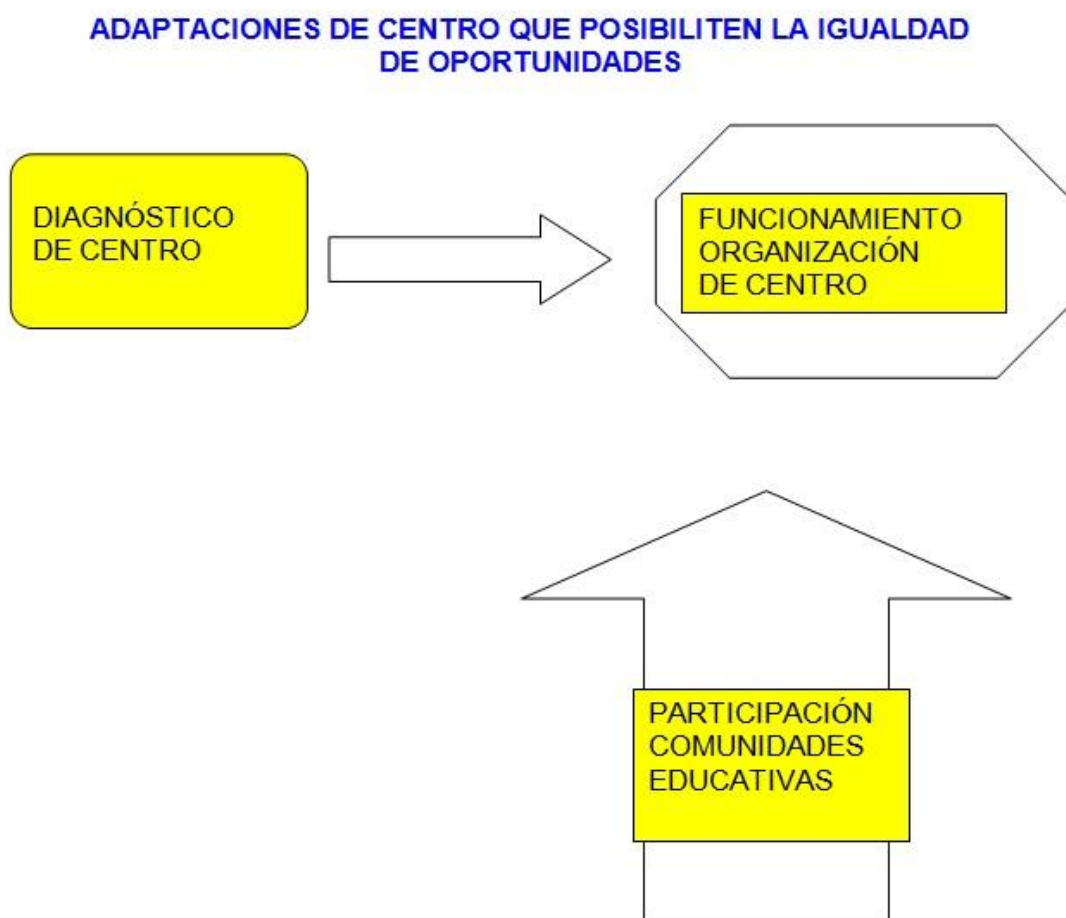 ADAPTACIONES DE CENTRO QUE POSIBILITEN LA IGUALDAD
DE OPORTUNIDADES
DIAGNÓSTICO
DE CENTRO
FUNCIONAMIENTO
ORGANIZACIÓN
DE CENTRO
PARTICIPACIÓN
COMUNIDADES
EDUCATIVAS